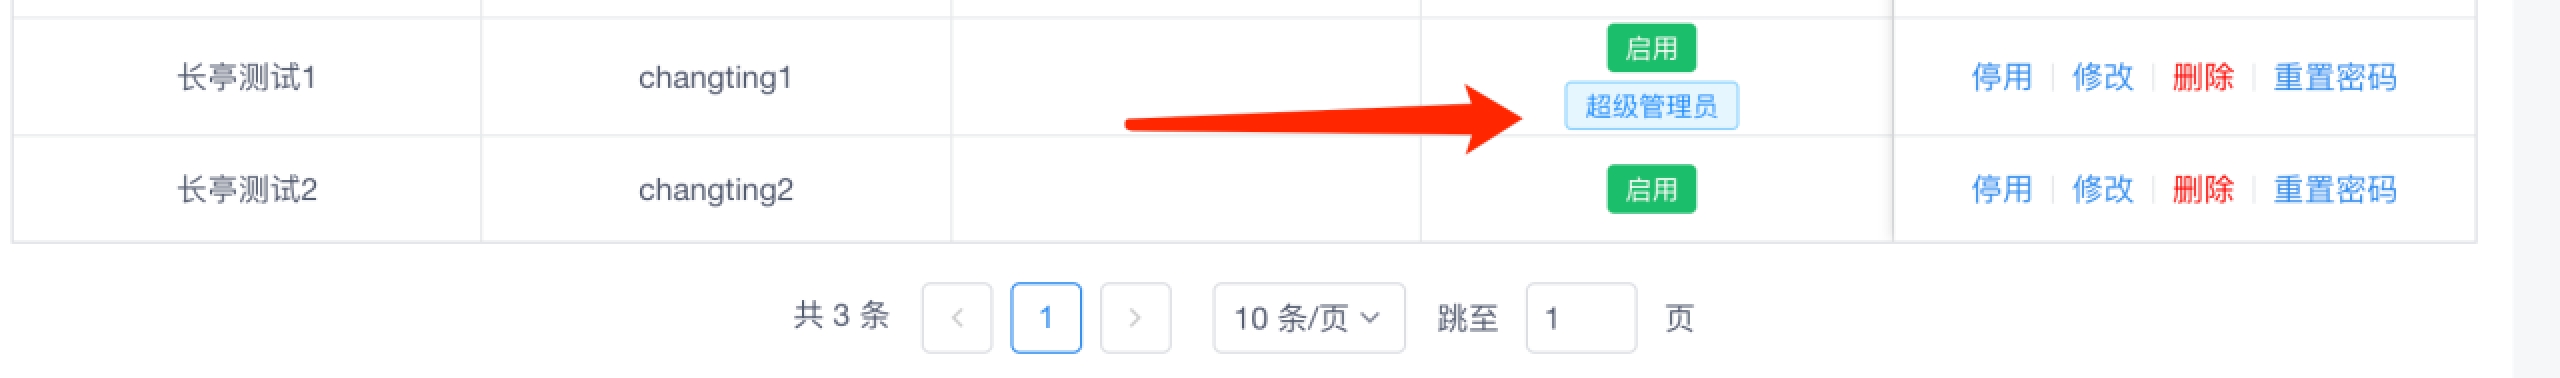 长亭测试1 changting1 启用 停用 修改 删除 重置密码
超级管理员
长亭测试2 changting2 启用 停用 修改 删除 重置密码
共 3 条 1 10 条/页 跳至 1 页